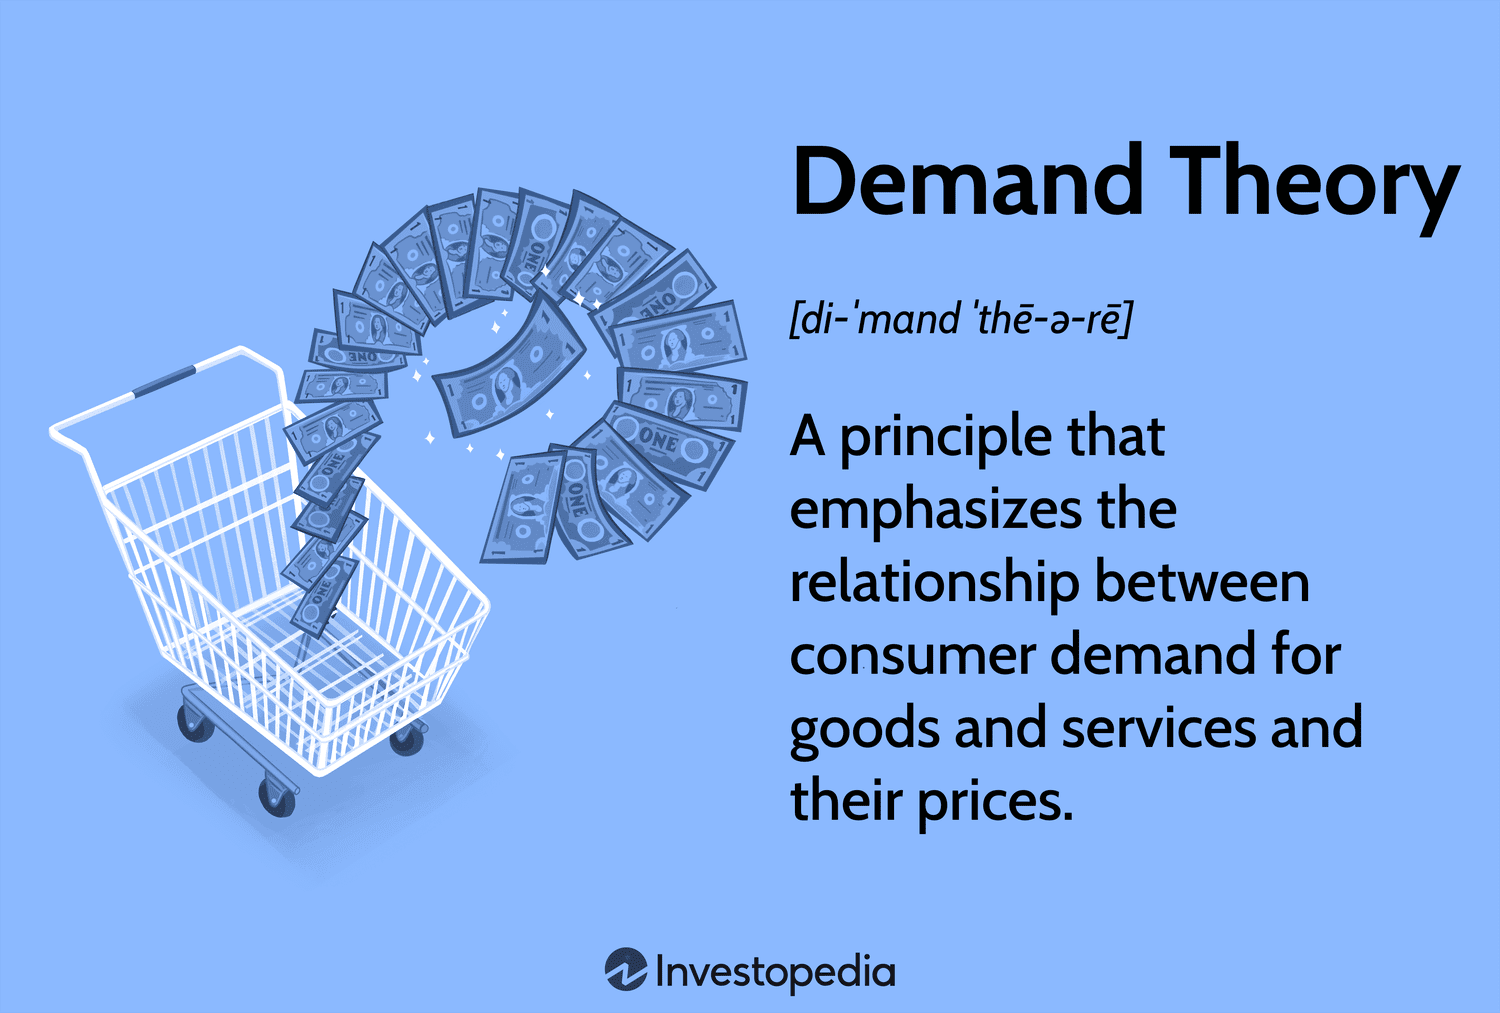 Demand Theory
[di-ˈmand ˈthē-ə-rē]
A principle that
emphasizes the
relationship between
consumer demand for
goods and services and
their prices.
Investopedia